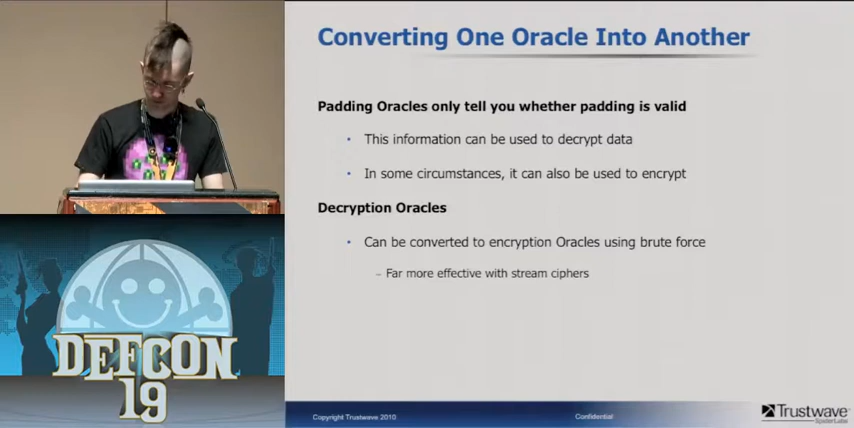 Converting One Oracle Into Another
Padding Oracles only tell you whether padding is valid
• This information can be used to decrypt data
• In some circumstances, it can also be used to encrypt
Decryption Oracles
• Can be converted to encryption Oracles using brute force
– Far more effective with stream ciphers
DEFCON
19
Copyright Trustwave 2010
Confidential
Trustwave
SpiderLabs